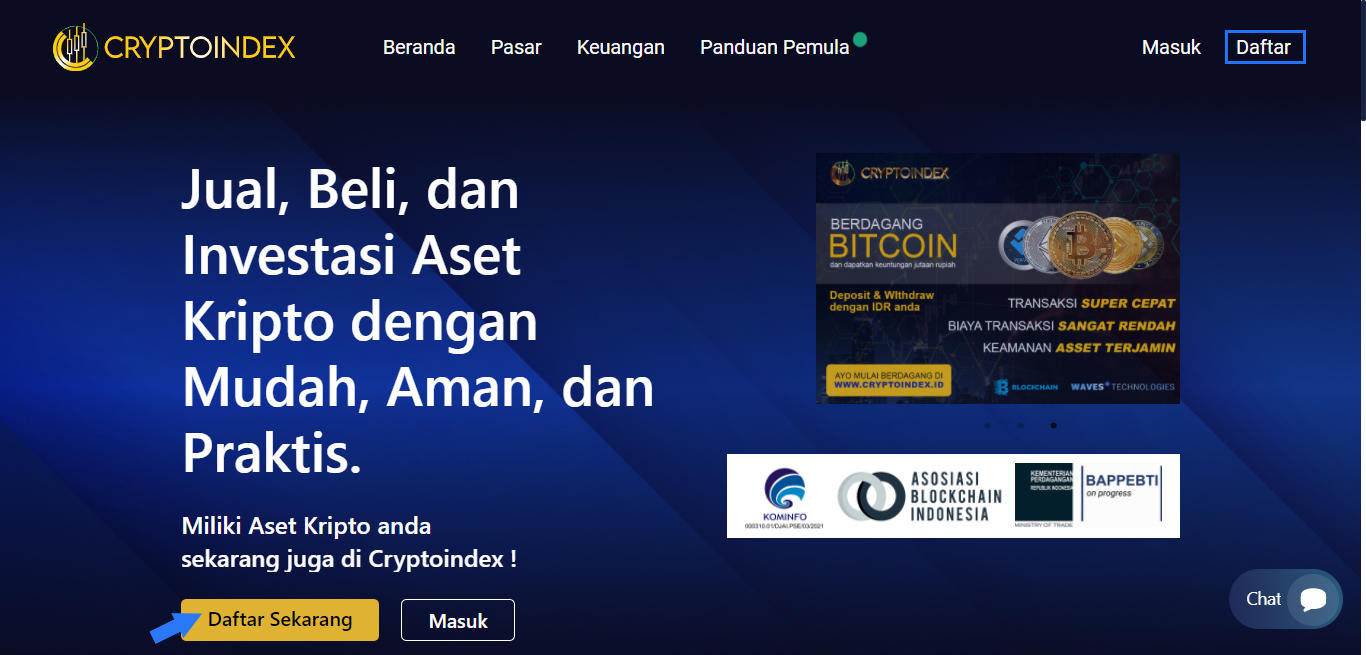 CRYPTOINDEX
Beranda
Pasar
Keuangan
Panduan Pemula
Masuk
Daftar
Jual, Beli, dan
Investasi Aset
Kripto dengan
Mudah, Aman, dan
Praktis.
Miliki Aset Kripto anda
sekarang juga di Cryptoindex !
Daftar Sekarang
Masuk
CRYPTOINDEX
BERDAGANG
BITCOIN
dan dapatkan keuntungan jutaan rupiah
Deposit & WIthdraw
dengan IDR anda
TRANSAKSI SUPER CEPAT
BIAYA TRANSAKSI SANGAT RENDAH
KEAMANAN ASSET TERJAMIN
AYO MULAI BERDAGANG DI
WWW.CRYPTOINDEX.ID
BLOCKCHAIN
WAVES TECHNOLOGIES
KOMINFO
000310.01/DJAI.PSE/03/2021
ASOSIASI
BLOCKCHAIN
INDONESIA
KEMENTERIAN
PERDAGANGAN
REPUBLIK INDONESIA
MINISTRY OF TRADE
BAPPEBTI
on progress
Chat